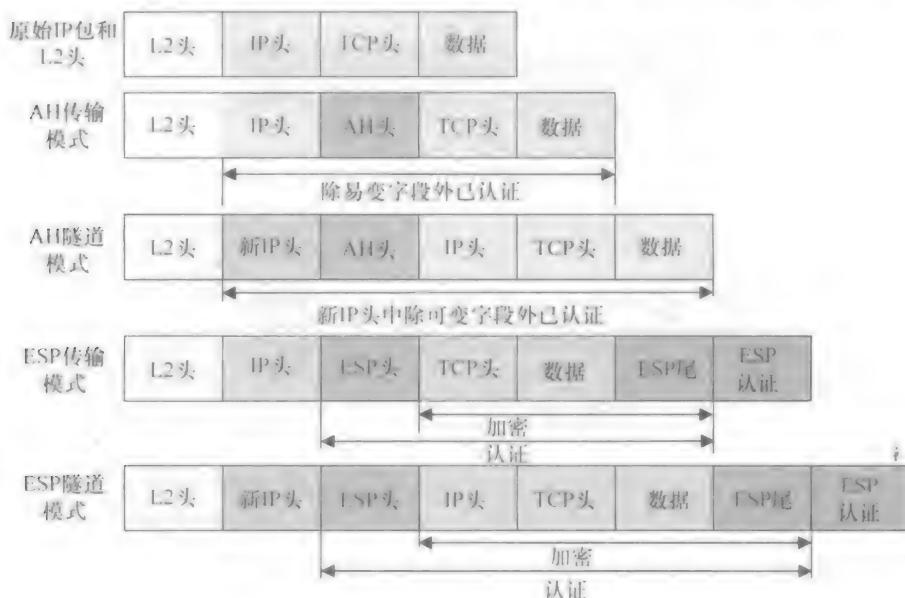 原始IP包和
L2头
L2头 IP头 TCP头 数据
AH传输
模式
L2头 IP头 AH头 TCP头 数据
除易变字段外已认证
AH隧道
模式
L2头 新IP头 AH头 IP头 TCP头 数据
新IP头中除可变字段外已认证
ESP传输
模式
L2头 IP头 ESP头 TCP头 数据 ESP尾 ESP
认证
加密
认证
ESP隧道
模式
L2头 新IP头 ESP头 IP头 TCP头 数据 ESP尾 ESP
认证
加密
认证